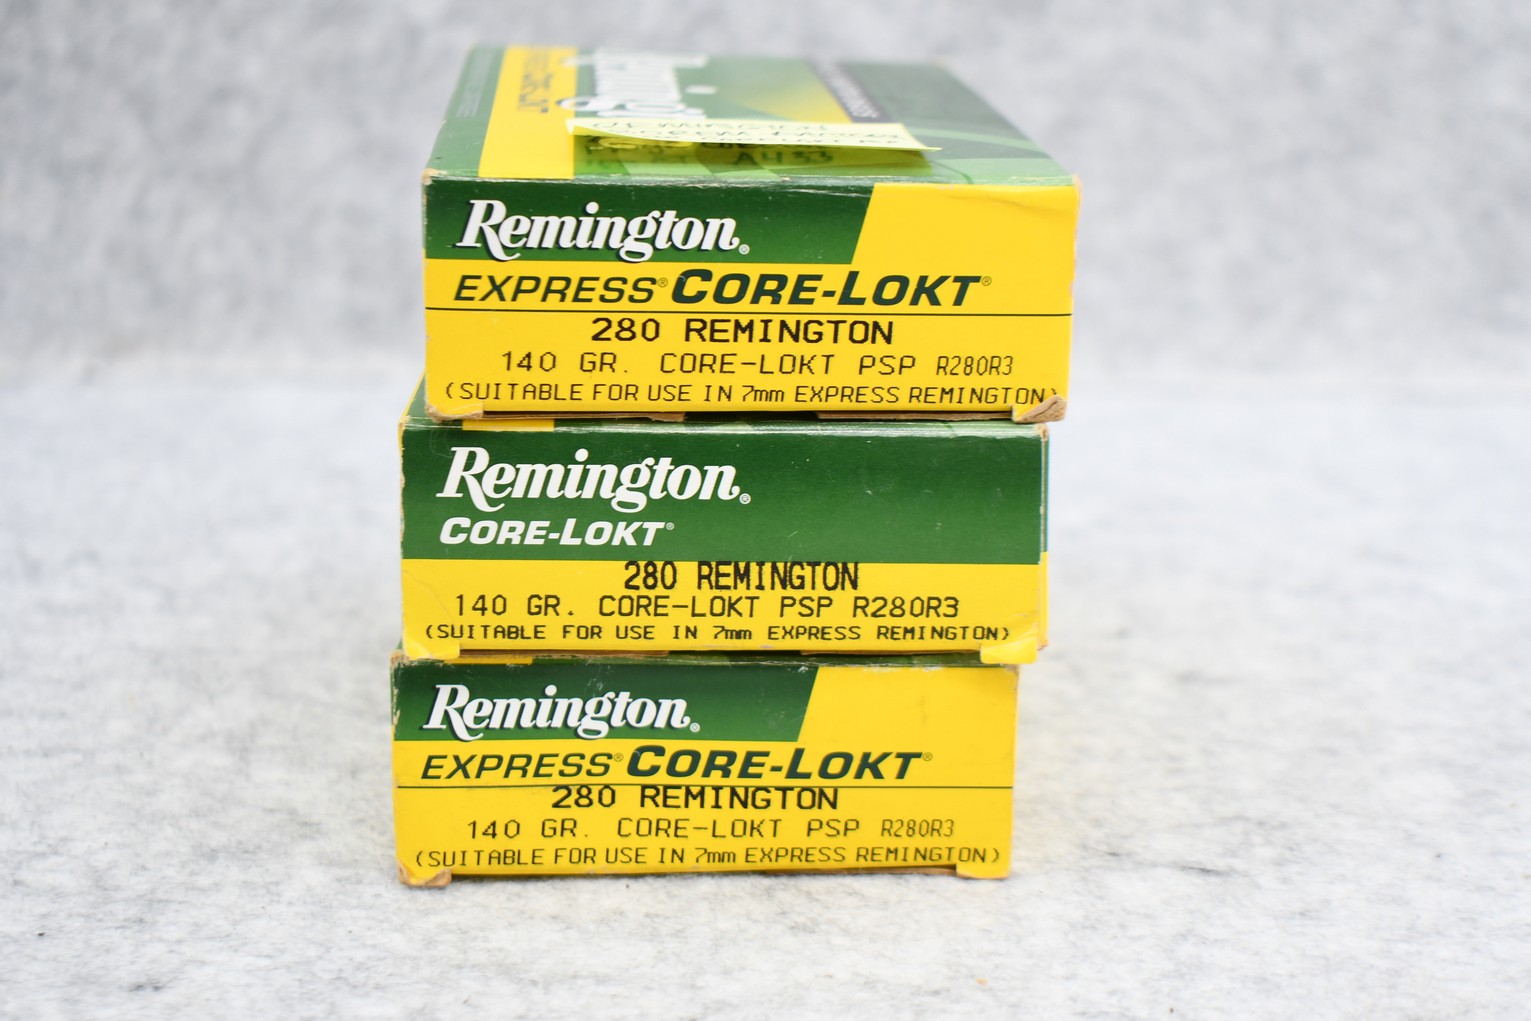 A433
Remington®
EXPRESS® CORE-LOKT®
280 REMINGTON
140 GR. CORE-LOKT PSP R280R3
(SUITABLE FOR USE IN 7mm EXPRESS REMINGTON)
Remington®
CORE-LOKT®
280 REMINGTON
140 GR. CORE-LOKT PSP R280R3
(SUITABLE FOR USE IN 7mm EXPRESS REMINGTON)
Remington®
EXPRESS® CORE-LOKT®
280 REMINGTON
140 GR. CORE-LOKT PSP R280R3
(SUITABLE FOR USE IN 7mm EXPRESS REMINGTON)